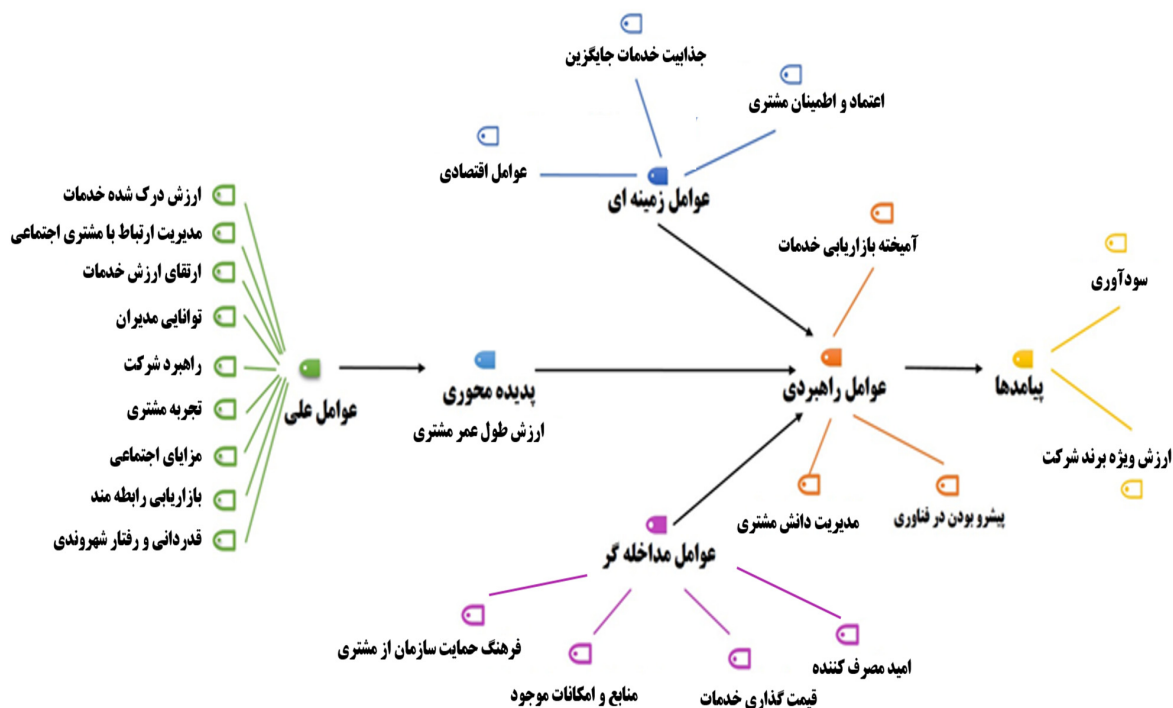 جذابیت خدمات جایگزین
اعتماد و اطمینان مشتری
عوامل اقتصادی
عوامل زمینه ای
ارزش درک شده خدمات
مدیریت ارتباط با مشتری اجتماعی
ارتقای ارزش خدمات
توانایی مدیران
راهبرد شرکت
تجربه مشتری
مزایای اجتماعی
بازاریابی رابطه مند
قدردانی و رفتار شهروندی
عوامل علی
پدیده محوری
ارزش طول عمر مشتری
آمیخته بازاریابی خدمات
عوامل راهبردی
مدیریت دانش مشتری
پیشرو بودن در فناوری
سودآوری
پیامدها
ارزش ویژه برند شرکت
عوامل مداخله گر
فرهنگ حمایت سازمان از مشتری
منابع و امکانات موجود
قیمت گذاری خدمات
امید مصرف کننده